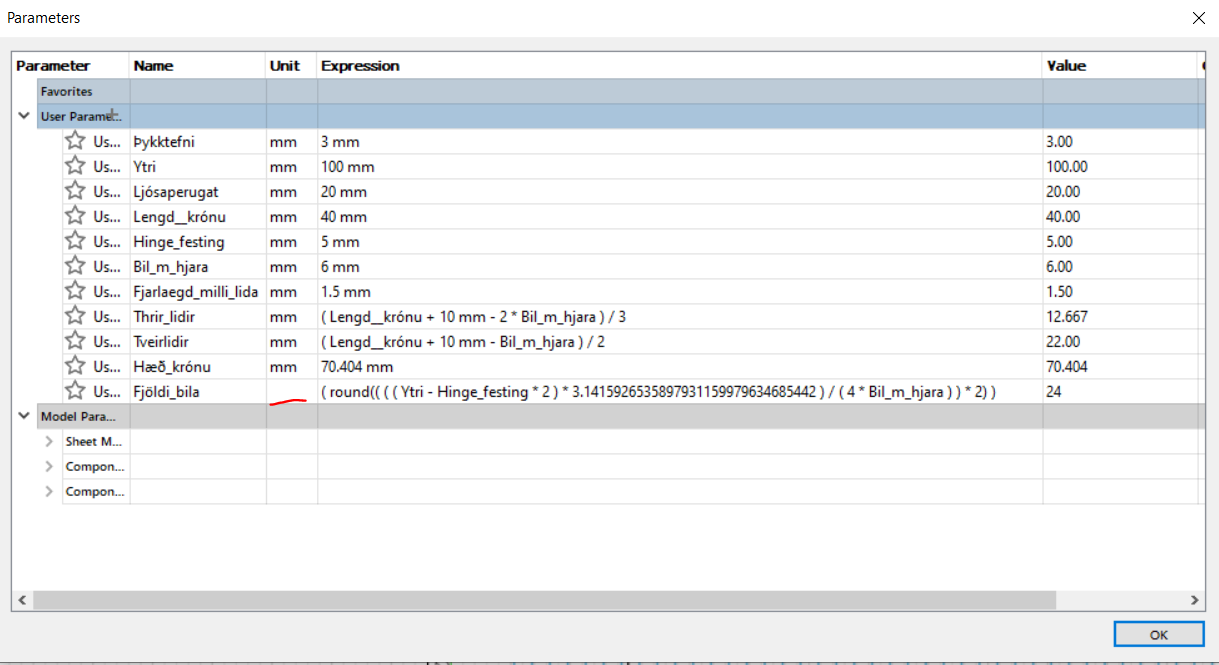 Parameters
Parameter Name Unit Expression Value
Favorites
User Parame...
Us... Þykktefni mm 3 mm 3.00
Us... Ytri mm 100 mm 100.00
Us... Ljósaperugat mm 20 mm 20.00
Us... Lengd__krónu mm 40 mm 40.00
Us... Hinge_festing mm 5 mm 5.00
Us... Bil_m_hjara mm 6 mm 6.00
Us... Fjarlaegd_milli_lida mm 1.5 mm 1.50
Us... Thrir_lidir mm ( Lengd__krónu + 10 mm - 2 * Bil_m_hjara ) / 3 12.667
Us... Tveirlidir mm ( Lengd__krónu + 10 mm - Bil_m_hjara ) / 2 22.00
Us... Hæð_krónu mm 70.404 mm 70.404
Us... Fjöldi_bila ( round(( ( ( Ytri - Hinge_festing * 2 ) * 3.1415926535897931159979634685442 ) / ( 4 * Bil_m_hjara ) ) * 2) ) 24
Model Para...
Sheet M...
Compon...
Compon...
OK